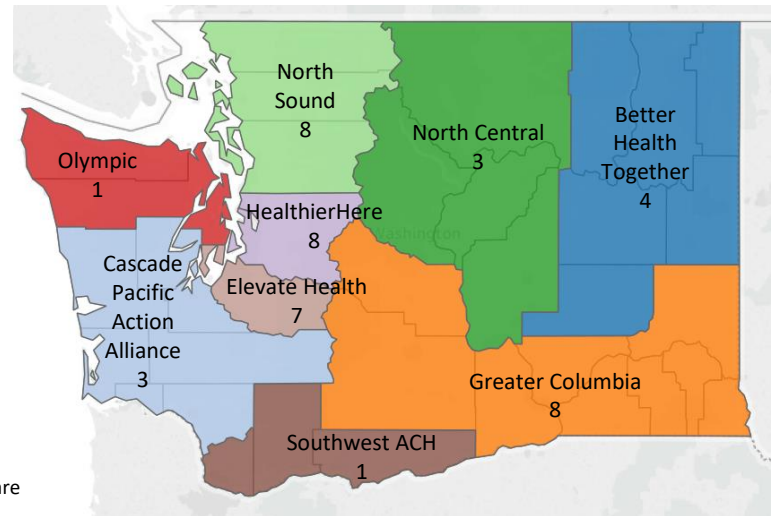 North
Sound
8
North Central
3
Better
Health
Together
4
Olympic
1
HealthierHere
8
Washington
Cascade
Pacific
Action
Alliance
3
Elevate Health
7
Greater Columbia
8
Southwest ACH
1
are